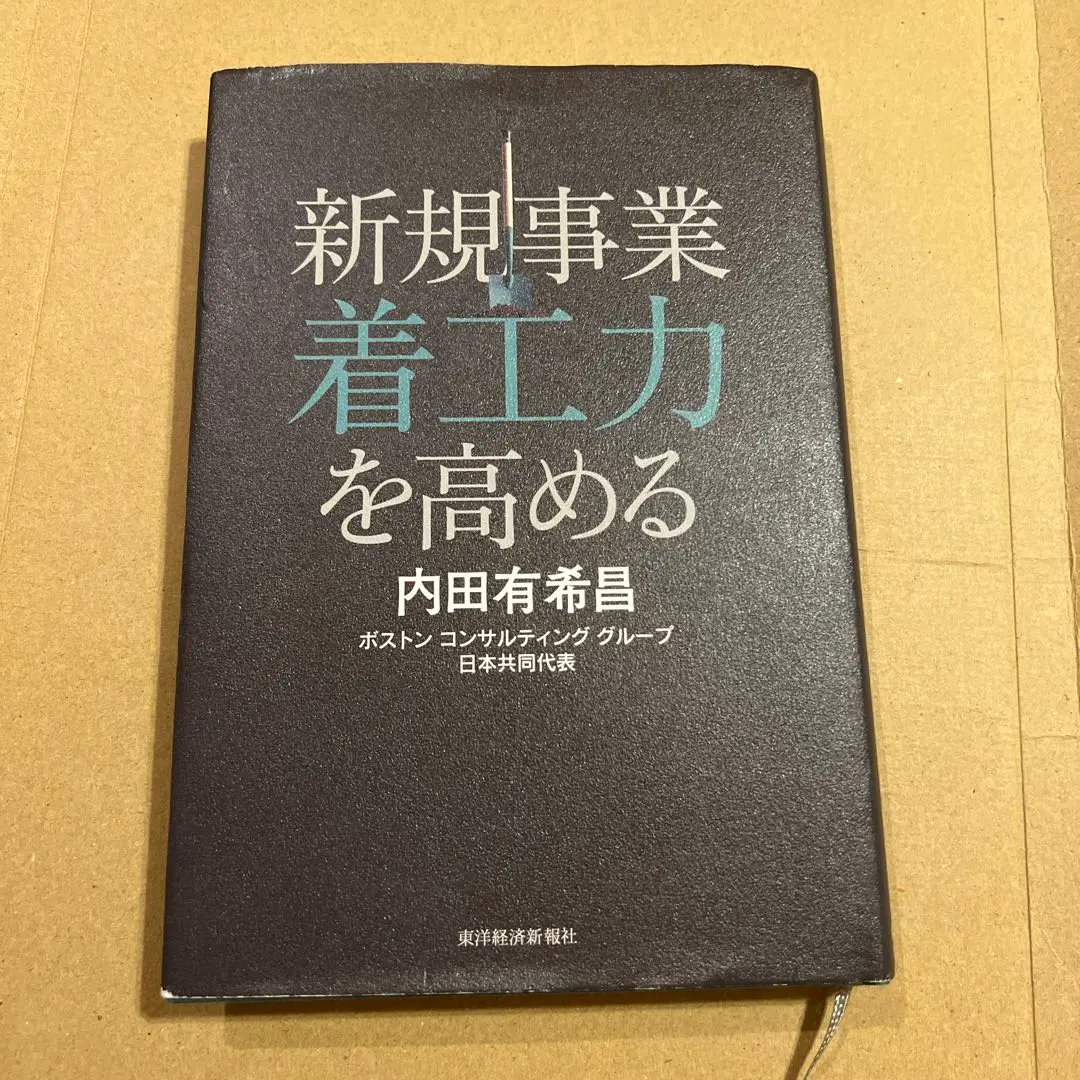 新規事業
着工力
を高める
内田有希昌
ボストン コンサルティング グループ
日本共同代表
東洋経済新報社